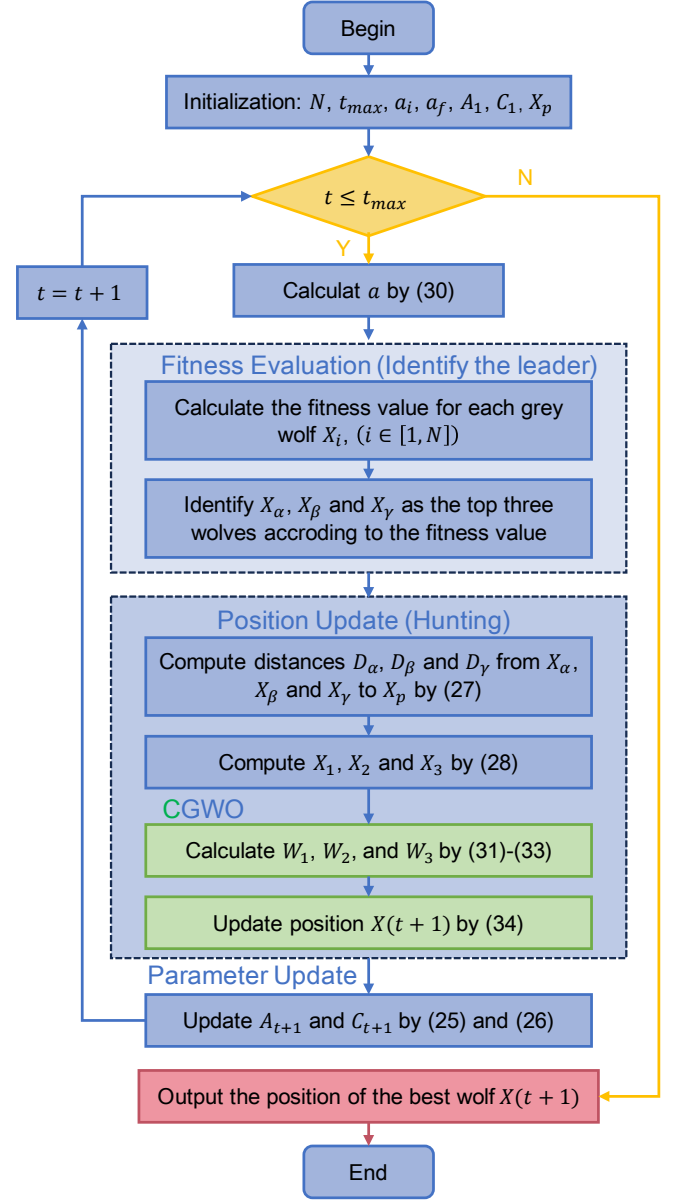 Begin
Initialization: N, t_max, a_i, a_f, A_1, C_1, X_p
t ≤ t_max
N
Y
t = t + 1
Calculat a by (30)
Fitness Evaluation (Identify the leader)
Calculate the fitness value for each grey
wolf X_i, (i ∈ [1, N])
Identify X_α, X_β and X_γ as the top three
wolves accroding to the fitness value
Position Update (Hunting)
Compute distances D_α, D_β and D_γ from X_α,
X_β and X_γ to X_p by (27)
Compute X_1, X_2 and X_3 by (28)
CGWO
Calculate W_1, W_2, and W_3 by (31)-(33)
Update position X(t + 1) by (34)
Parameter Update
Update A_{t+1} and C_{t+1} by (25) and (26)
Output the position of the best wolf X(t + 1)
End